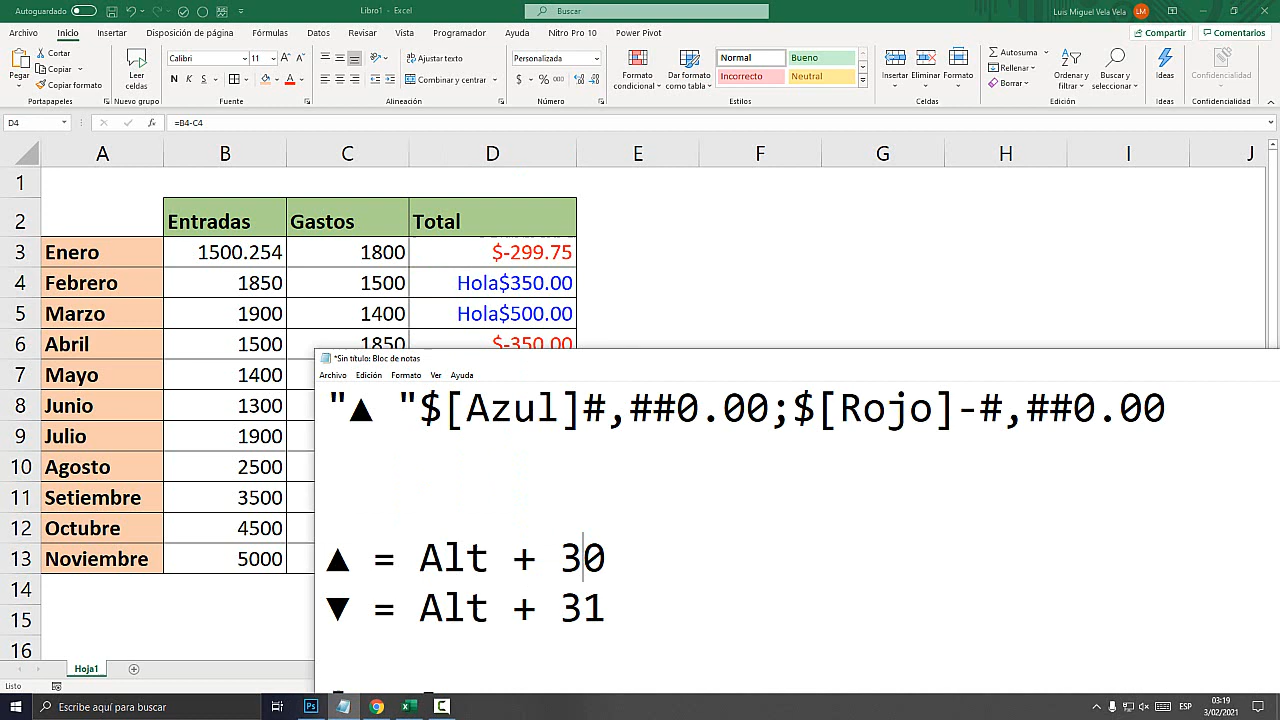 Autoguardado
Libro1 - Excel
Buscar
Luis Miguel Vela Vela
LM
Archivo Inicio Insertar Disposición de página Fórmulas Datos Revisar Vista Programador Ayuda Nitro Pro 10 Power Pivot
Compartir Comentarios
Pegar
Cortar
Copiar
Copiar formato
Portapapeles
Leer celdas
Nuevo grupo
Calibri 11
N K S
Fuente
Ajustar texto
Combinar y centrar
Alineación
Personalizada
$ % 000
Número
Formato condicional
Dar formato como tabla
Normal Bueno
Incorrecto Neutral
Estilos
Insertar Eliminar Formato
Celdas
Autosuma
Rellenar
Borrar
Ordenar y filtrar
Buscar y seleccionar
Edición
Ideas
Ideas
Confidencialidad
Confidencialidad
D4
fx
=B4-C4
A B C D E F G H I J
1
2 Entradas Gastos Total
3 Enero 1500.254 1800 $-299.75
4 Febrero 1850 1500 Hola$350.00
5 Marzo 1900 1400 Hola$500.00
6 Abril 1500 1850 $-350.00
7 Mayo 1400
8 Junio 1300
9 Julio 1900
10 Agosto 2500
11 Setiembre 3500
12 Octubre 4500
13 Noviembre 5000
14
15
16
*Sin título: Bloc de notas
Archivo Edición Formato Ver Ayuda
"▲ "$[Azul]#,##0.00;$[Rojo]-#,##0.00
▲ = Alt + 30
▼ = Alt + 31
Hoja1
Listo
Escribe aquí para buscar
Ps
ESP
03:19
3/02/2021